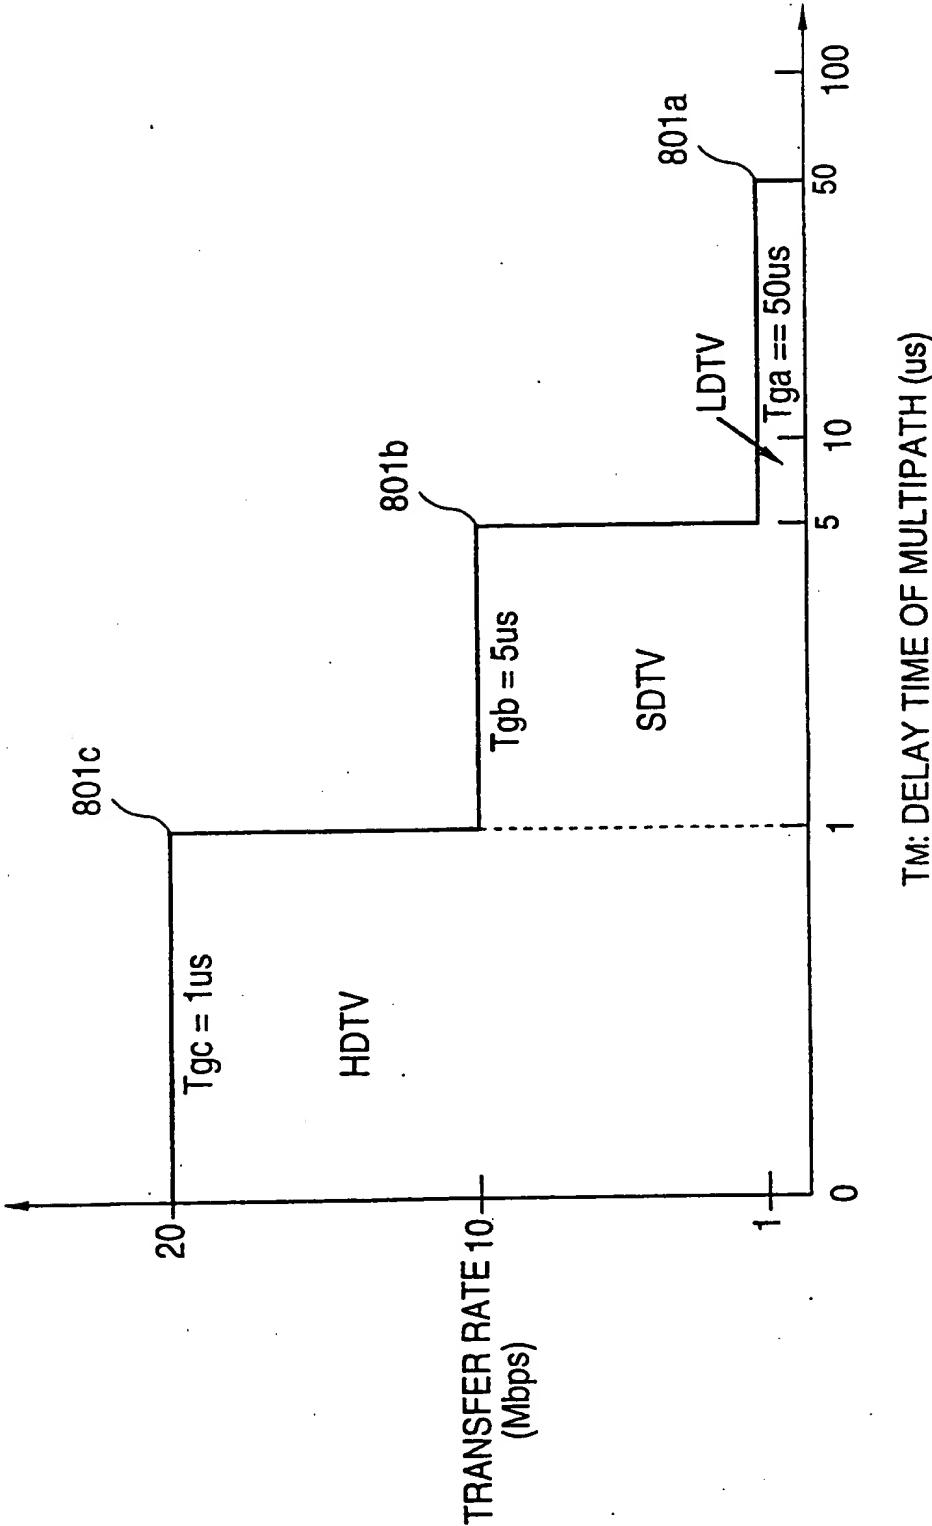 801c
20
Tgc = 1us
HDTV
801b
TRANSFER RATE
(Mbps)
10
Tgb = 5us
SDTV
801a
LDTV
Tga == 50us
1
0
1
5
10
50
100
TM: DELAY TIME OF MULTIPATH (us)